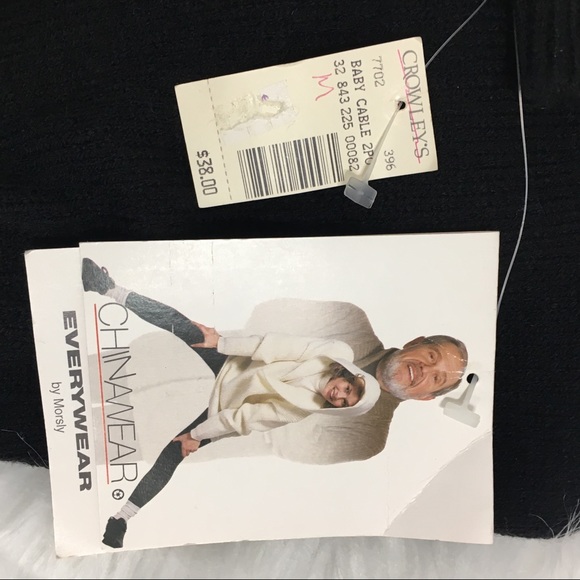 CROWLEY'S
7702 396
BABY CABLE 2PC
32 843 225 00082
M
$38.00
CHINAWEAR
EVERYWEAR
by Morsly